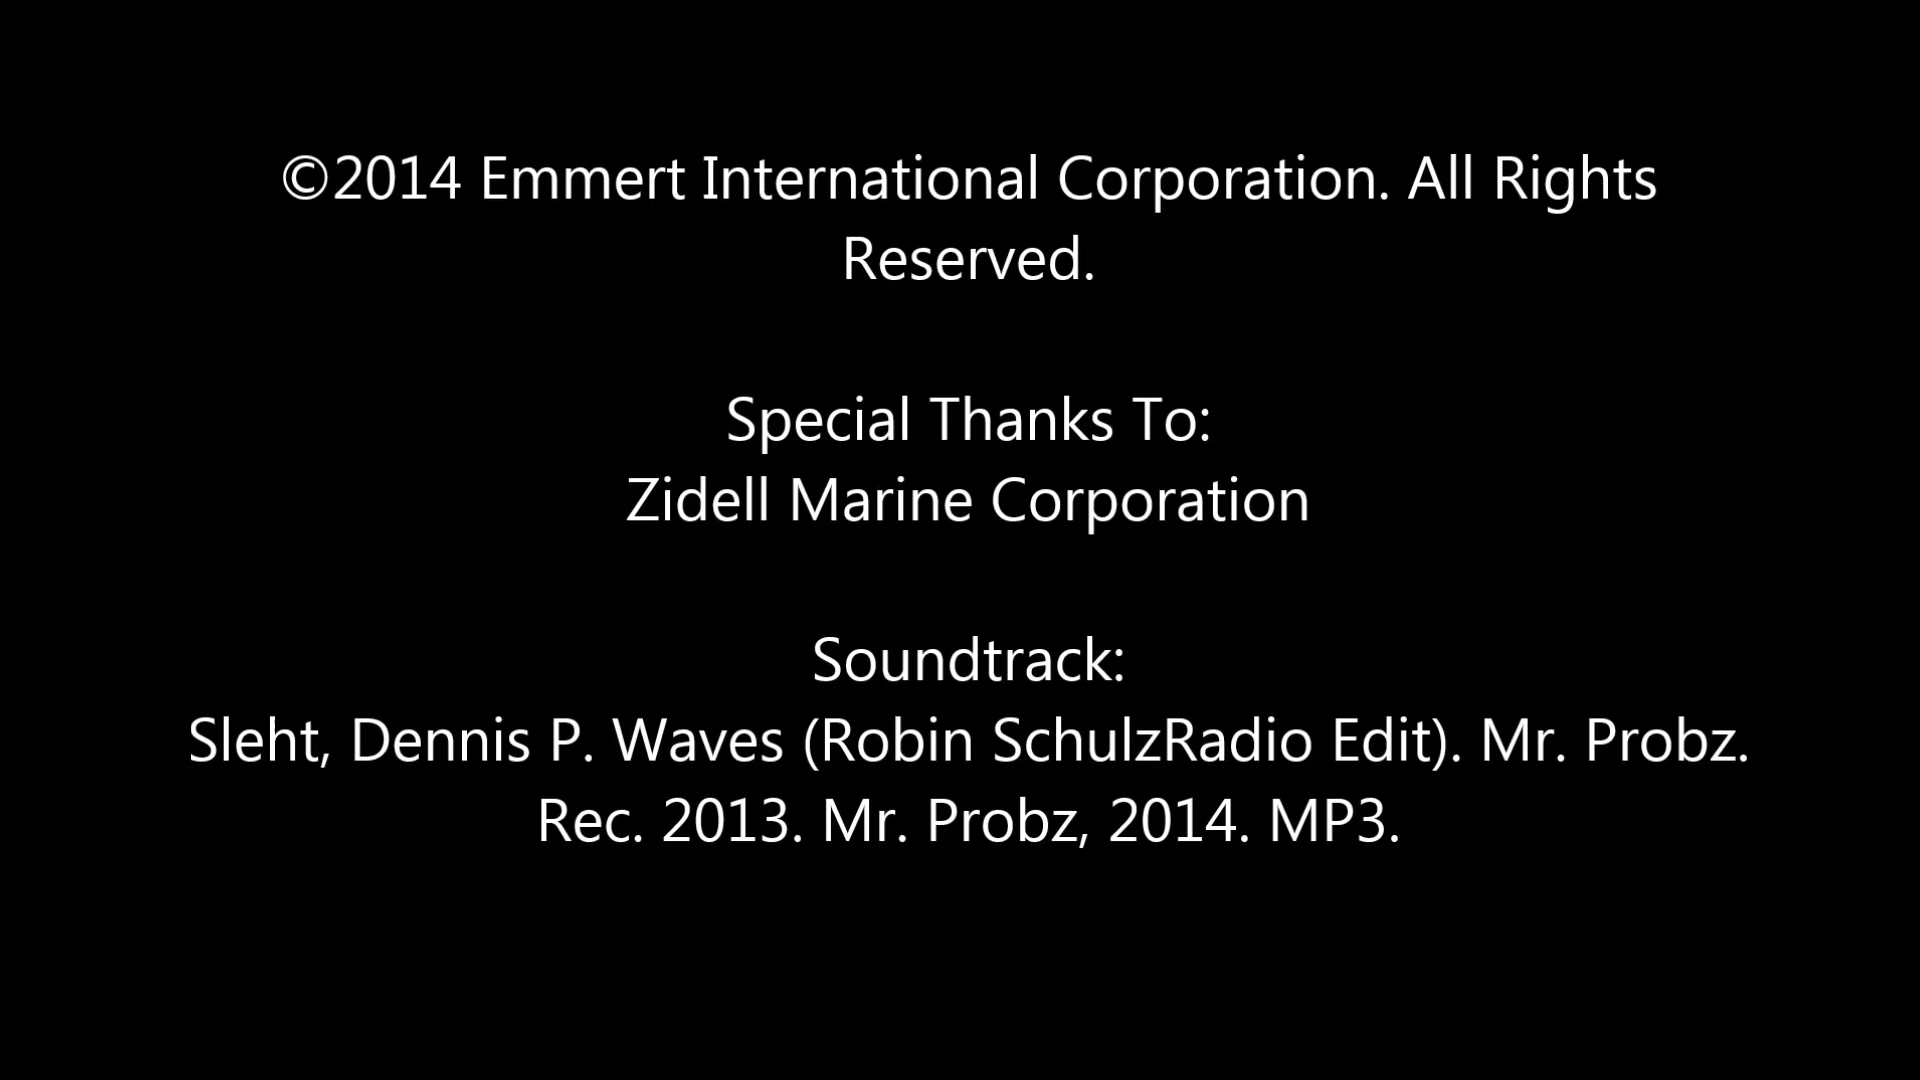 ©2014 Emmert International Corporation. All Rights
Reserved.
Special Thanks To:
Zidell Marine Corporation
Soundtrack:
Sleht, Dennis P. Waves (Robin SchulzRadio Edit). Mr. Probz.
Rec. 2013. Mr. Probz, 2014. MP3.